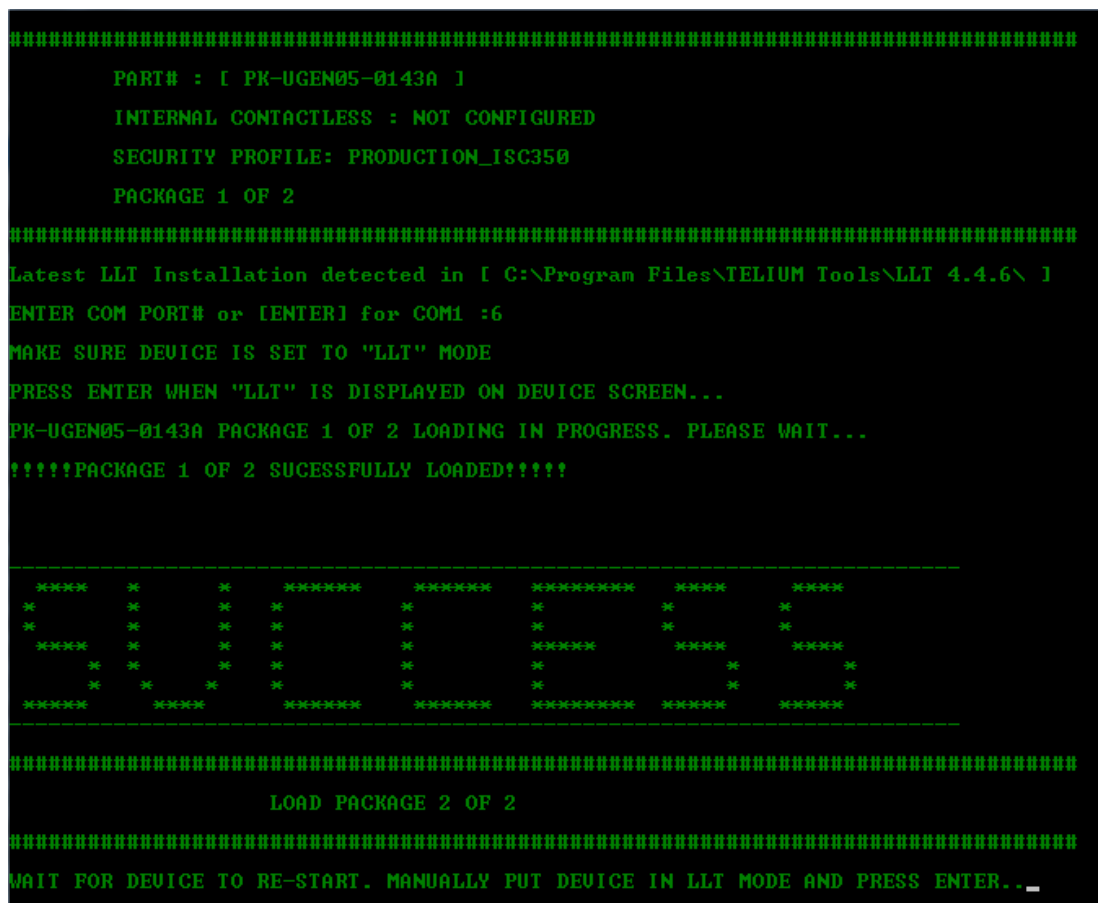 ##################################################################################
PART# : [ PK-UGEN05-0143A ]
INTERNAL CONTACTLESS : NOT CONFIGURED
SECURITY PROFILE: PRODUCTION_ISC350
PACKAGE 1 OF 2
##################################################################################
Latest LLT Installation detected in [ C:\Program Files\TELIUM Tools\LLT 4.4.6\ ]
ENTER COM PORT# or [ENTER] for COM1 :6
MAKE SURE DEVICE IS SET TO "LLT" MODE
PRESS ENTER WHEN "LLT" IS DISPLAYED ON DEVICE SCREEN...
PK-UGEN05-0143A PACKAGE 1 OF 2 LOADING IN PROGRESS. PLEASE WAIT...
!!!!!PACKAGE 1 OF 2 SUCESSFULLY LOADED!!!!!
SUCCESS
##################################################################################
LOAD PACKAGE 2 OF 2
##################################################################################
WAIT FOR DEVICE TO RE-START. MANUALLY PUT DEVICE IN LLT MODE AND PRESS ENTER.._